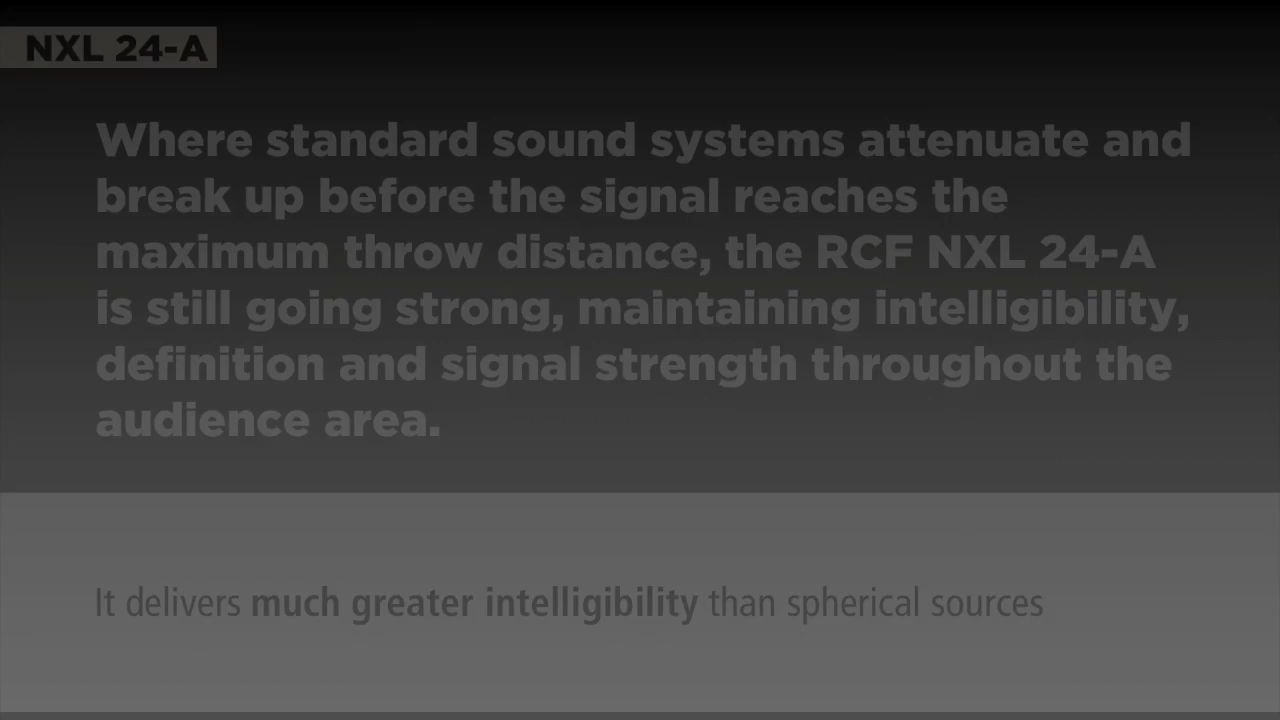 NXL 24-A
Where standard sound systems attenuate and
break up before the signal reaches the
maximum throw distance, the RCF NXL 24-A
is still going strong, maintaining intelligibility,
definition and signal strength throughout the
audience area.
It delivers much greater intelligibility than spherical sources